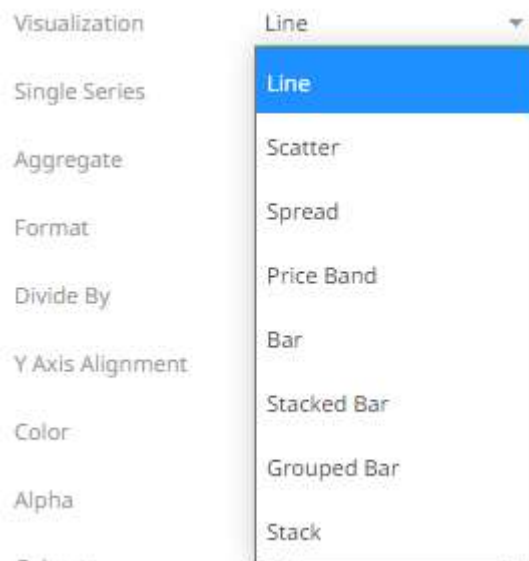 Visualization Line
Single Series
Line
Aggregate
Scatter
Format
Spread
Divide By
Price Band
Y Axis Alignment
Bar
Color
Stacked Bar
Alpha
Grouped Bar
Stack